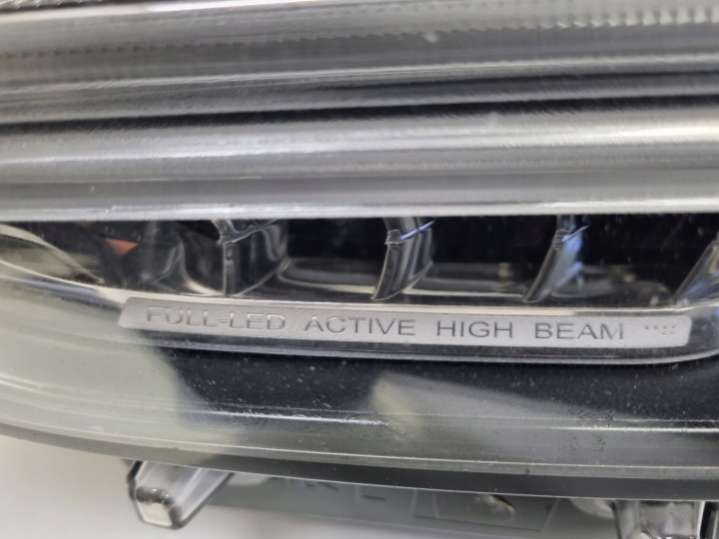 FULL-LED ACTIVE HIGH BEAM